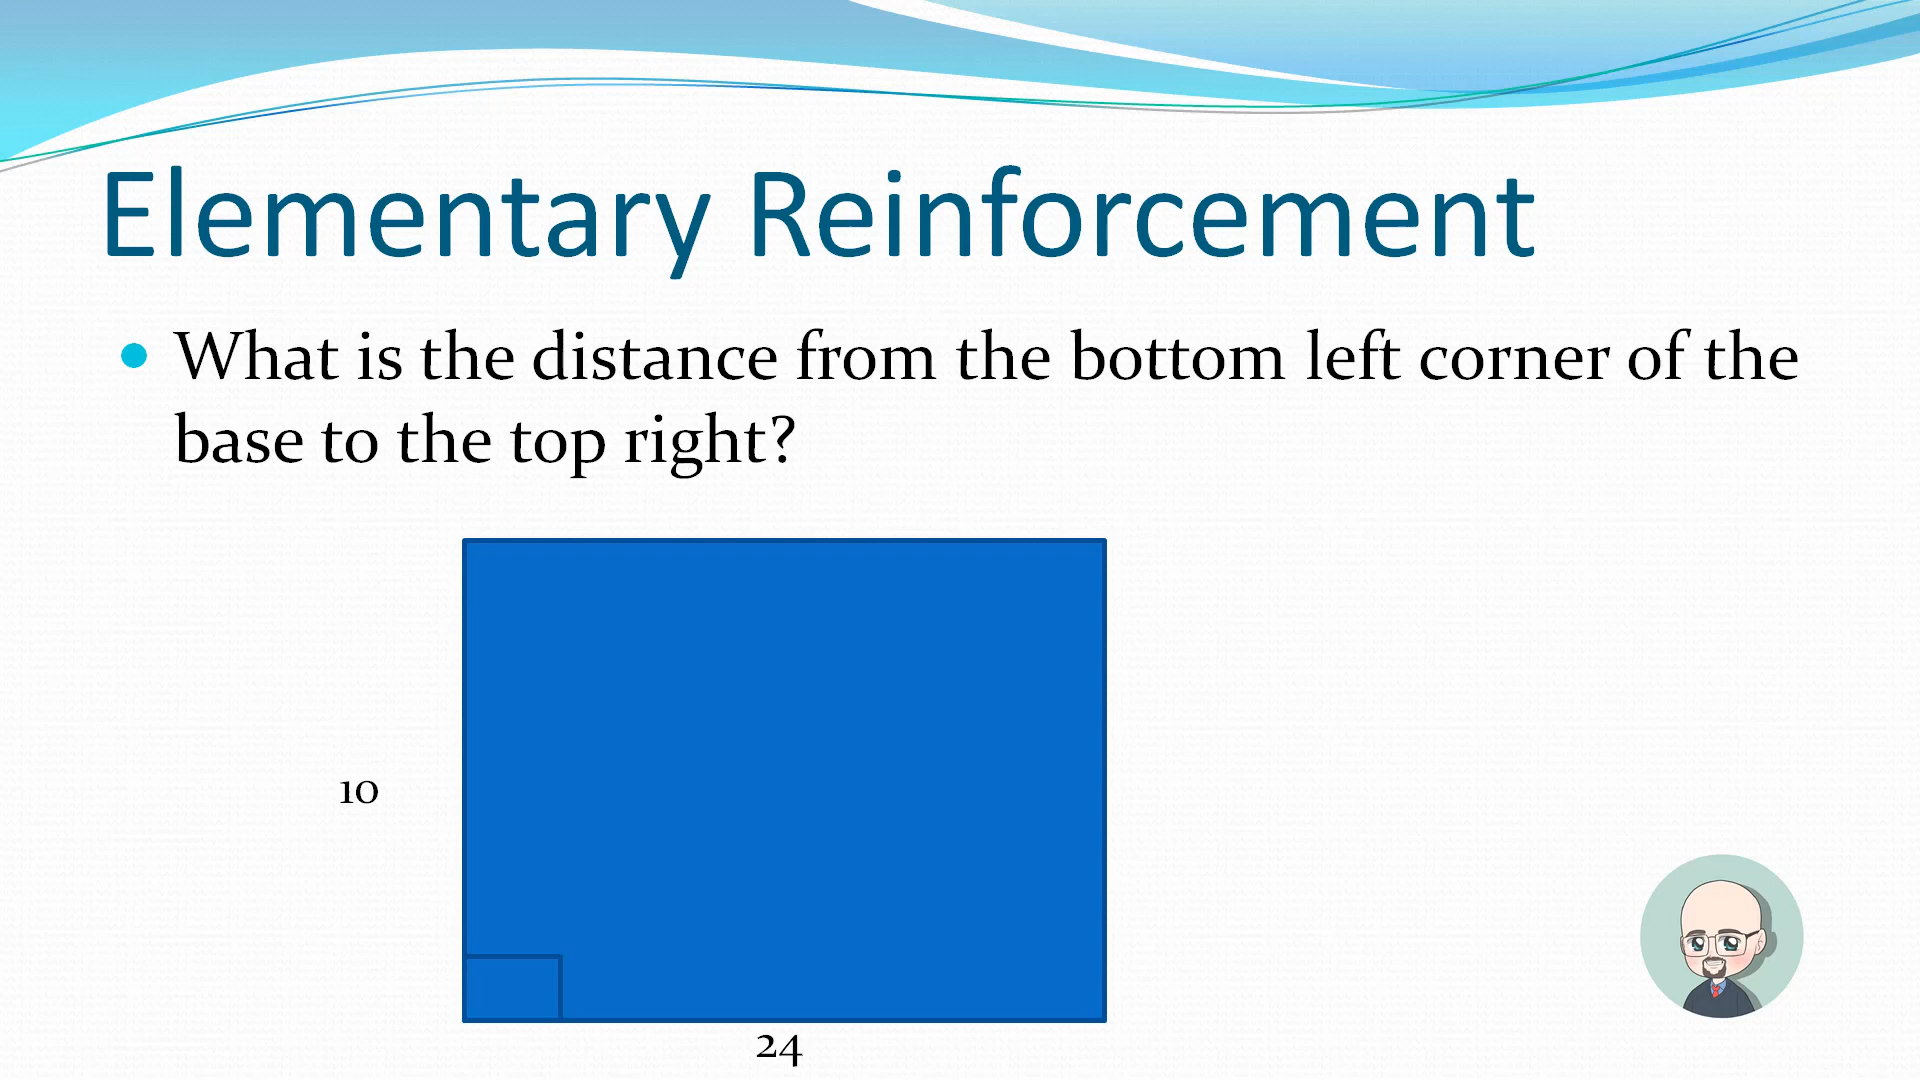 Elementary Reinforcement
What is the distance from the bottom left corner of the
base to the top right?
10
24